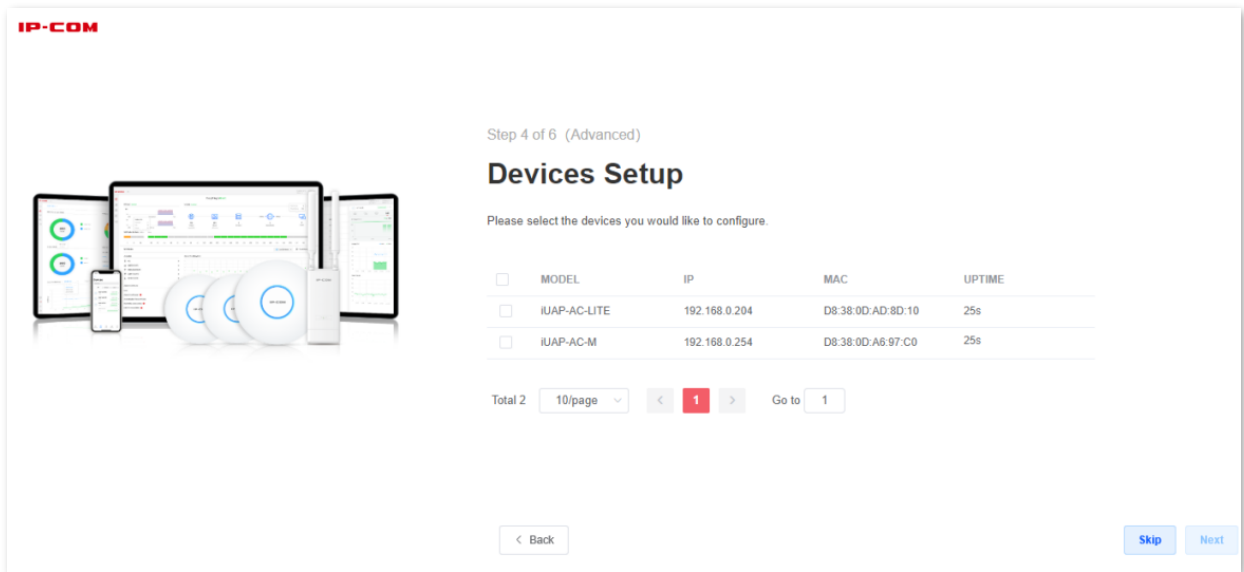 IP-COM
Step 4 of 6 (Advanced)
Devices Setup
Please select the devices you would like to configure.
MODEL IP MAC UPTIME
iUAP-AC-LITE 192.168.0.204 D8:38:0D:AD:8D:10 25s
iUAP-AC-M 192.168.0.254 D8:38:0D:A6:97:C0 25s
Total 2 10/page < 1 > Go to 1
< Back Skip Next